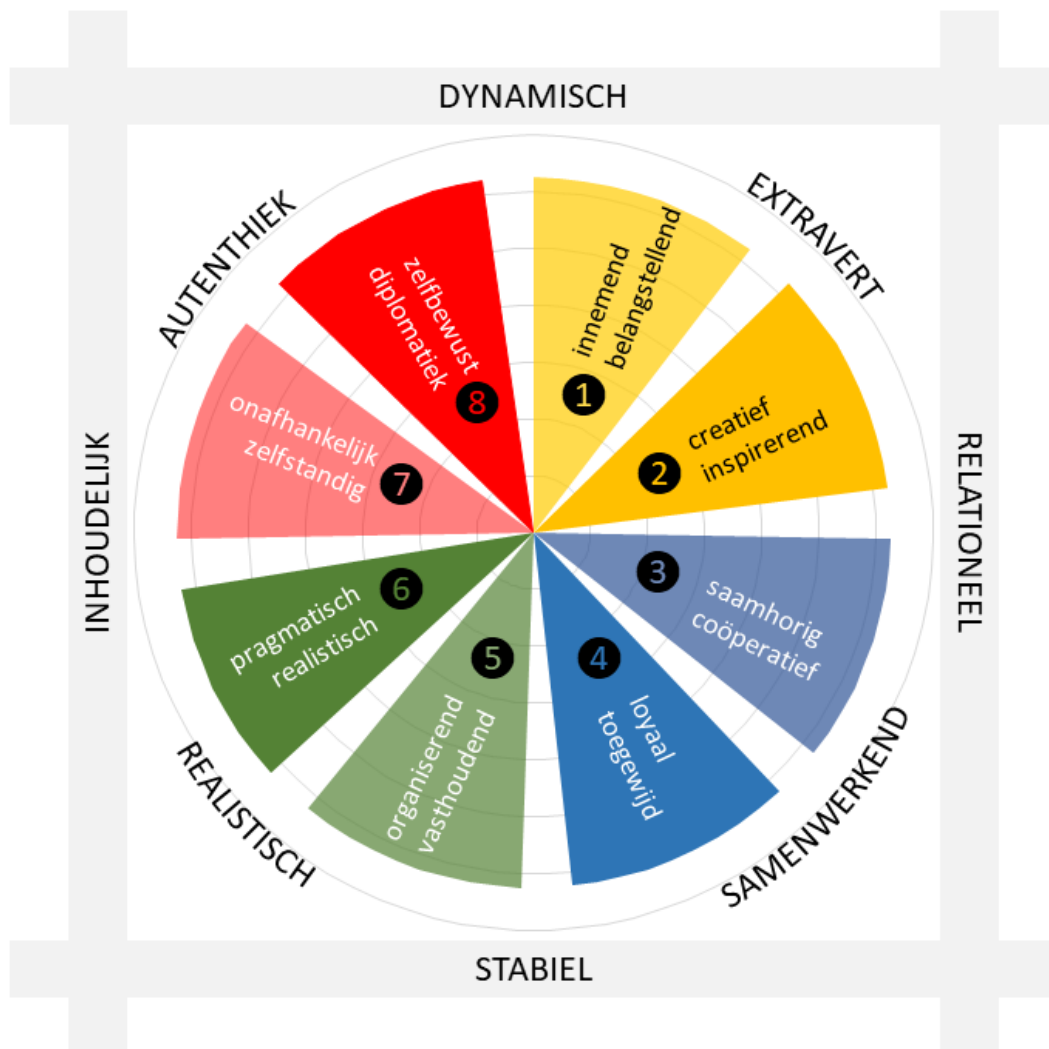 DYNAMISCH
AUTENTHIEK
EXTRAVERT
INHOUDELIJK
RELATIONEEL
REALISTISCH
SAMENWERKEND
STABIEL
1
innemend
belangstellend
2
creatief
inspirerend
3
saamhorig
coöperatief
4
loyaal
toegewijd
5
organiserend
vasthoudend
6
pragmatisch
realistisch
7
onafhankelijk
zelfstandig
8
zelfbewust
diplomatiek